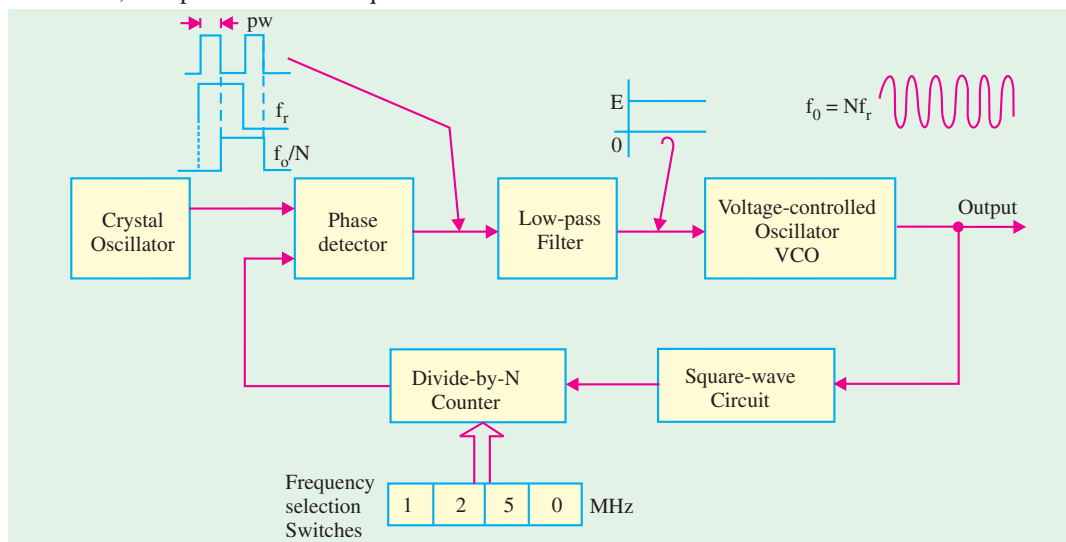 pw
f_r
f_o/N
E
0
f_0 = Nf_r
Crystal
Oscillator
Phase
detector
Low-pass
Filter
Voltage-controlled
Oscillator
VCO
Output
Divide-by-N
Counter
Square-wave
Circuit
Frequency
selection
Switches
1 2 5 0 MHz